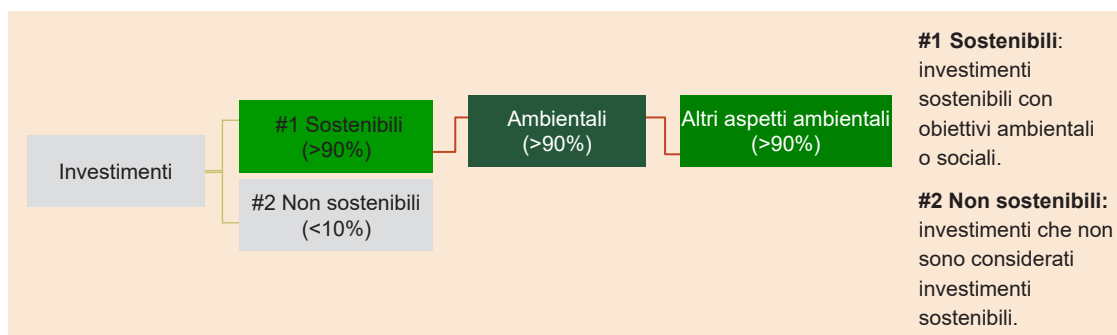 Investimenti
#1 Sostenibili
(>90%)
#2 Non sostenibili
(<10%)
Ambientali
(>90%)
Altri aspetti ambientali
(>90%)
#1 Sostenibili:
investimenti
sostenibili con
obiettivi ambientali
o sociali.
#2 Non sostenibili:
investimenti che non
sono considerati
investimenti
sostenibili.